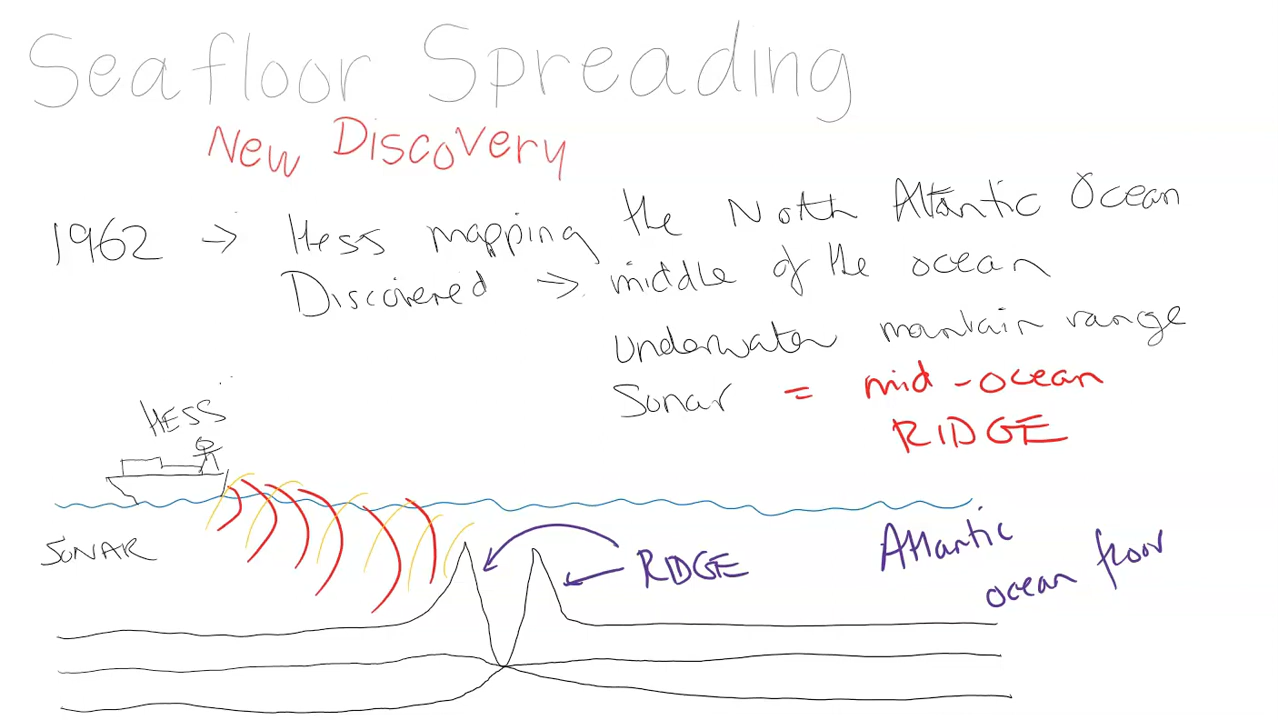 Seafloor Spreading
New Discovery
1962 → Hess mapping the North Atlantic Ocean
Discovered → middle of the ocean
underwater mountain range
Sonar = mid-ocean
RIDGE
HESS
SONAR
RIDGE
Atlantic
ocean floor